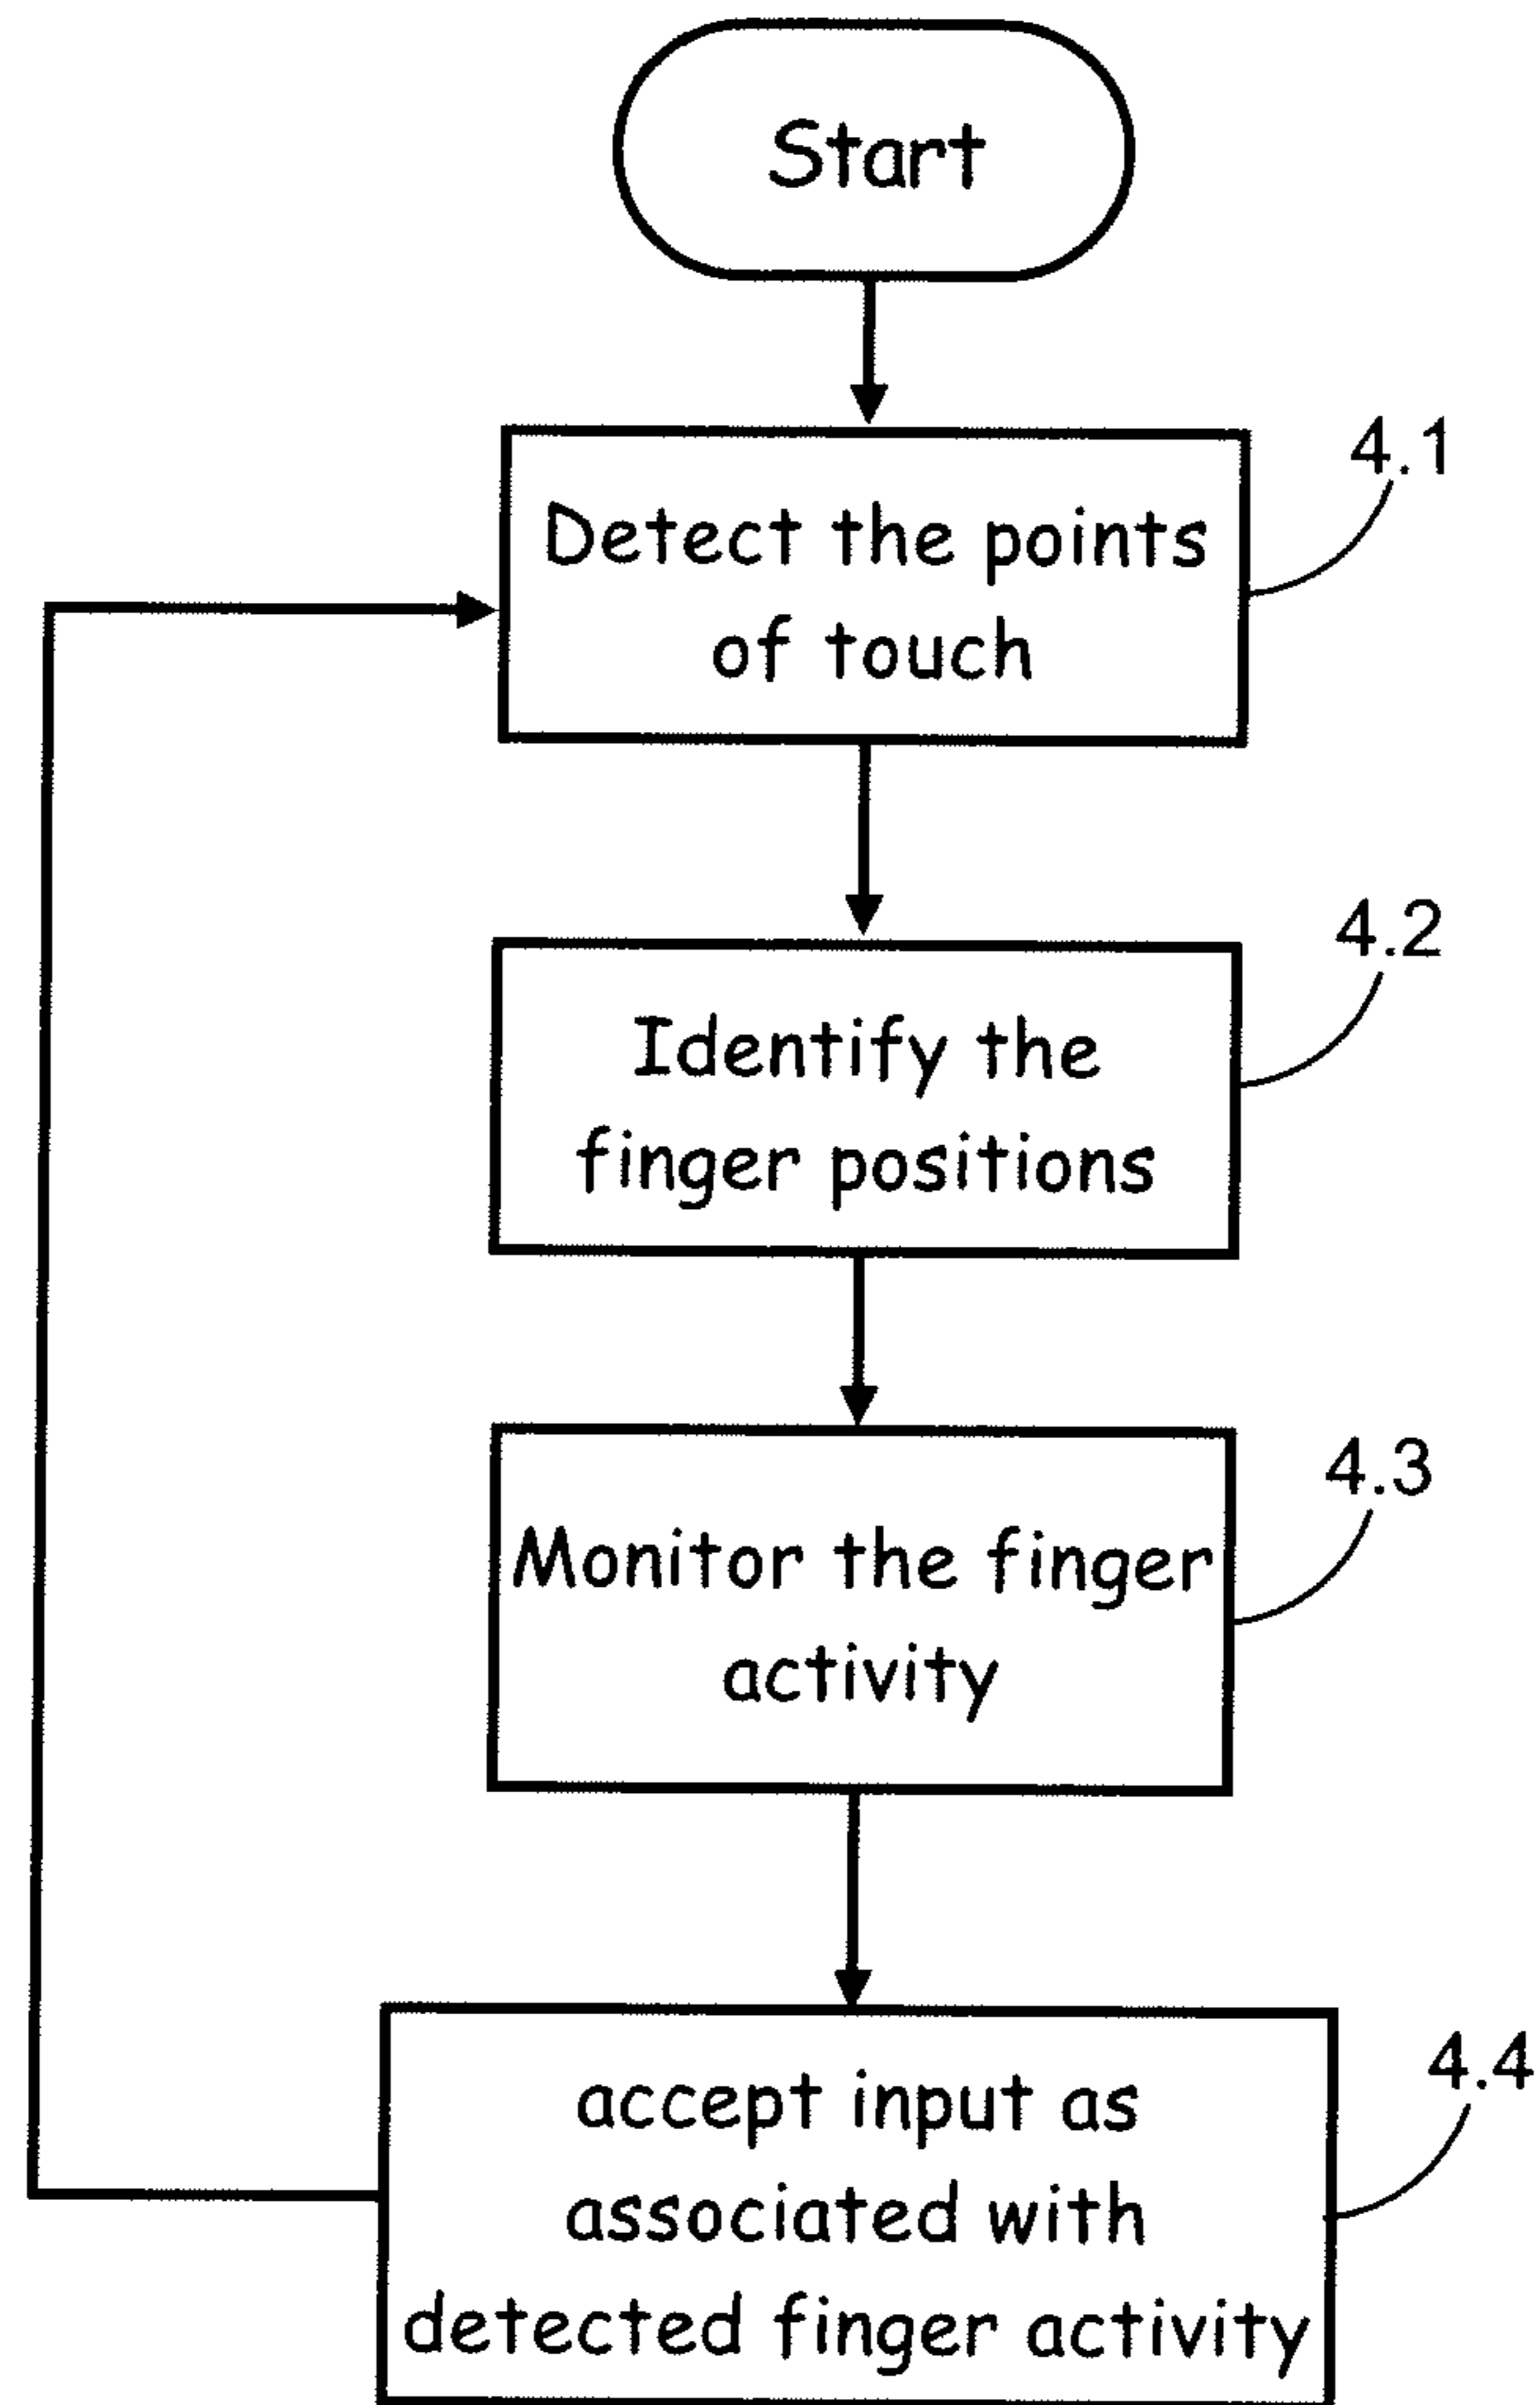 Start
4.1
Detect the points
of touch
4.2
Identify the
finger positions
4.3
Monitor the finger
activity
4.4
accept input as
associated with
detected finger activity